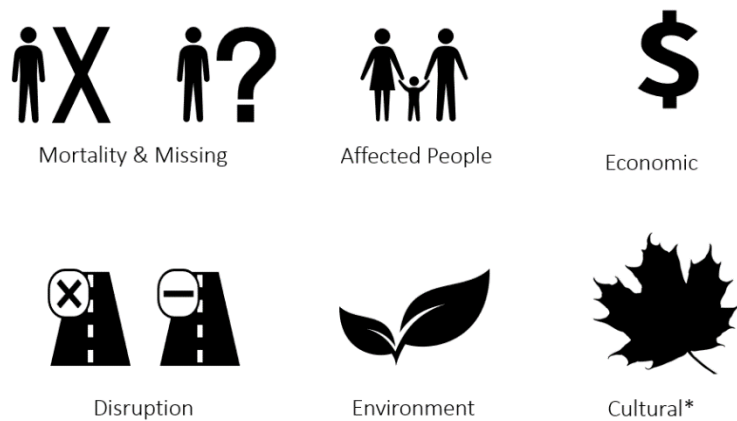 Mortality & Missing
Affected People
Economic
Disruption
Environment
Cultural*